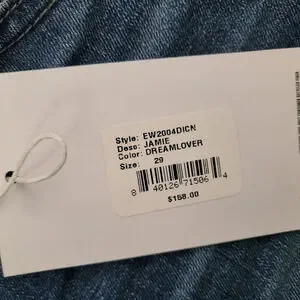 Style: EW2004DICN
Desc: JAMIE
Color: DREAMLOVER
Size: 29
8 40126 71506 4
$158.00